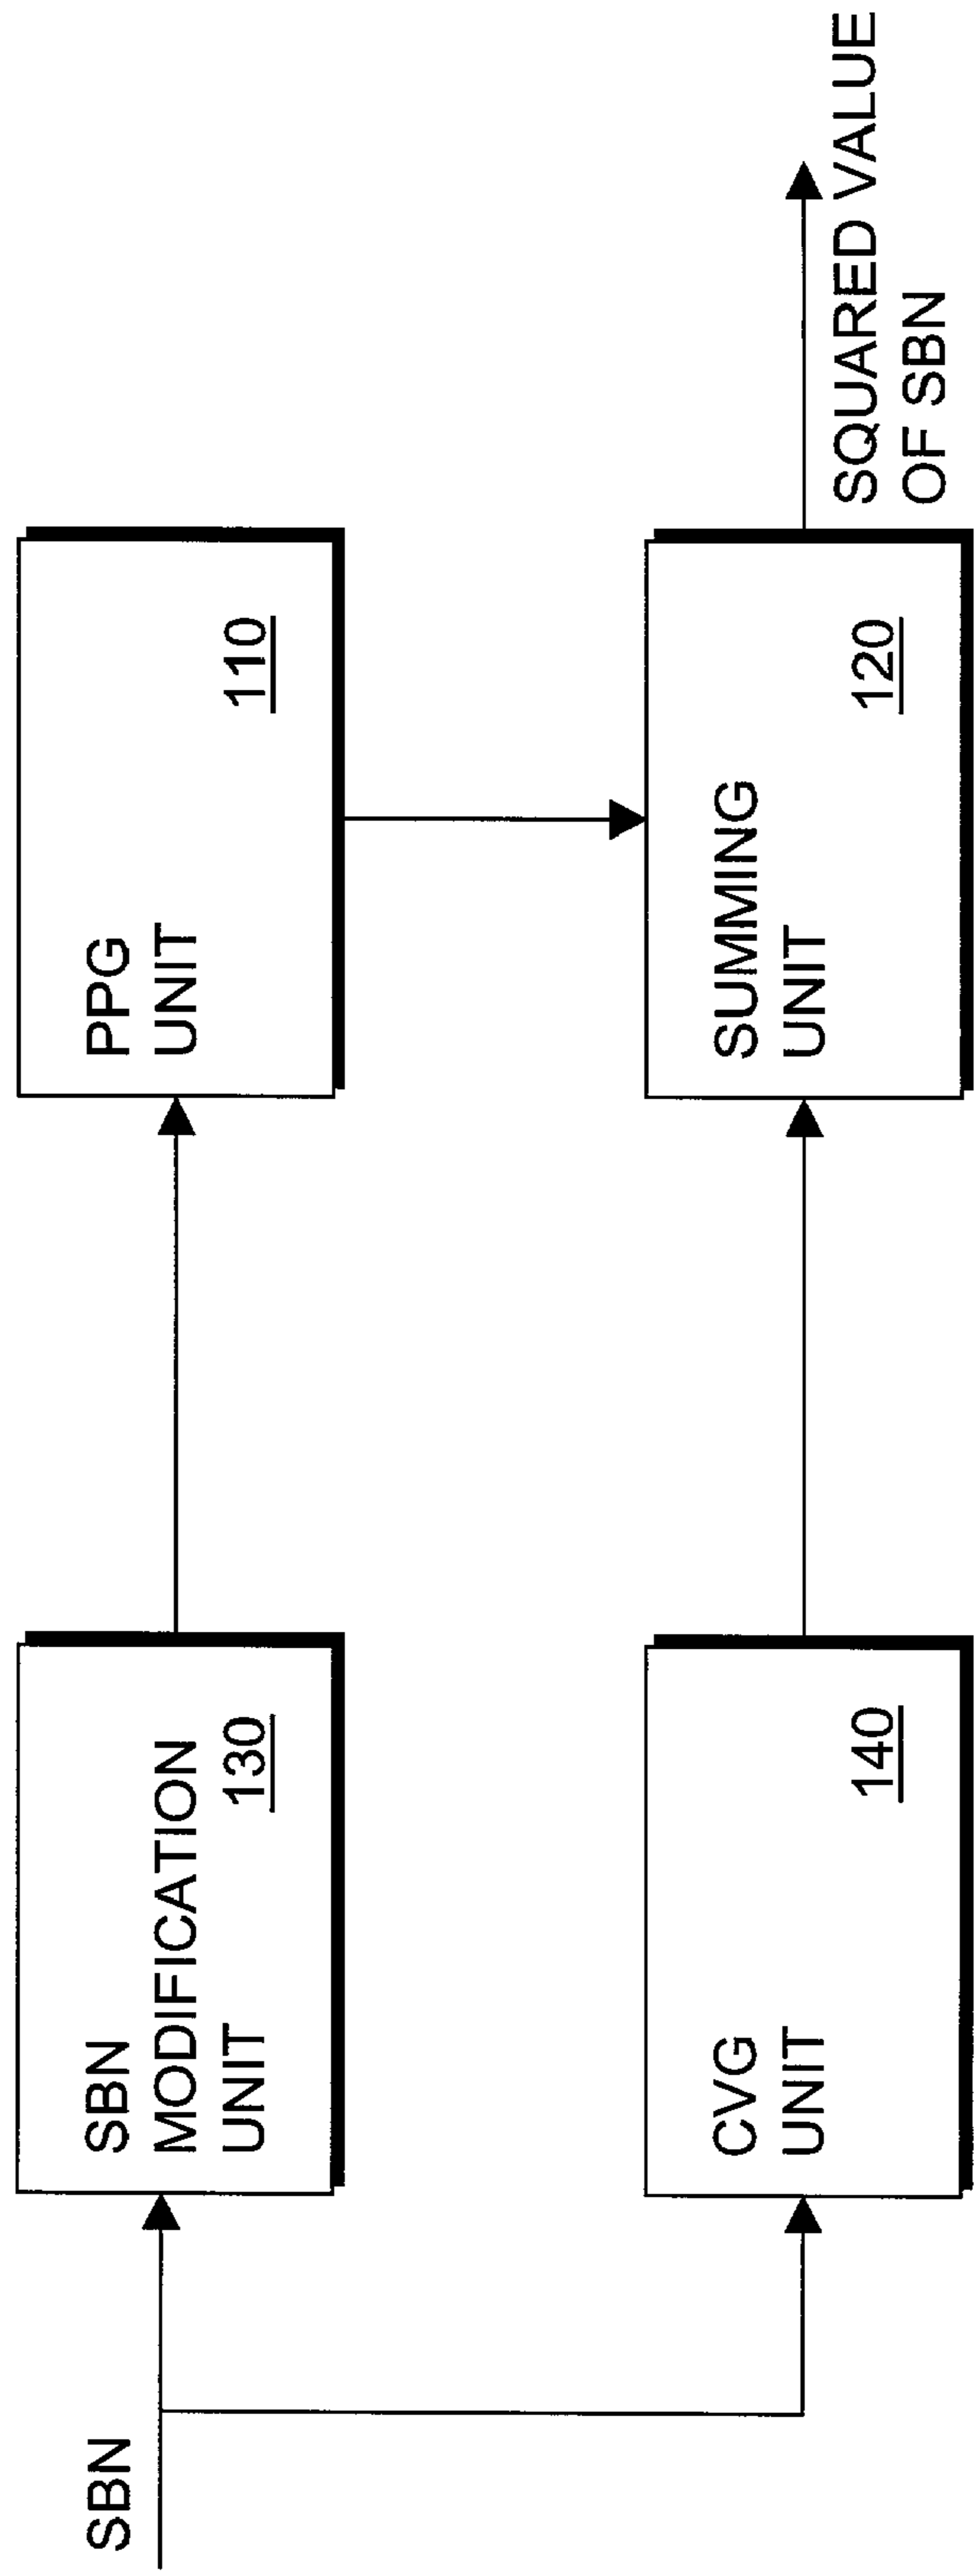 SBN
SBN
MODIFICATION
UNIT
130
PPG
UNIT
110
CVG
UNIT
140
SUMMING
UNIT
120
SQUARED VALUE
OF SBN